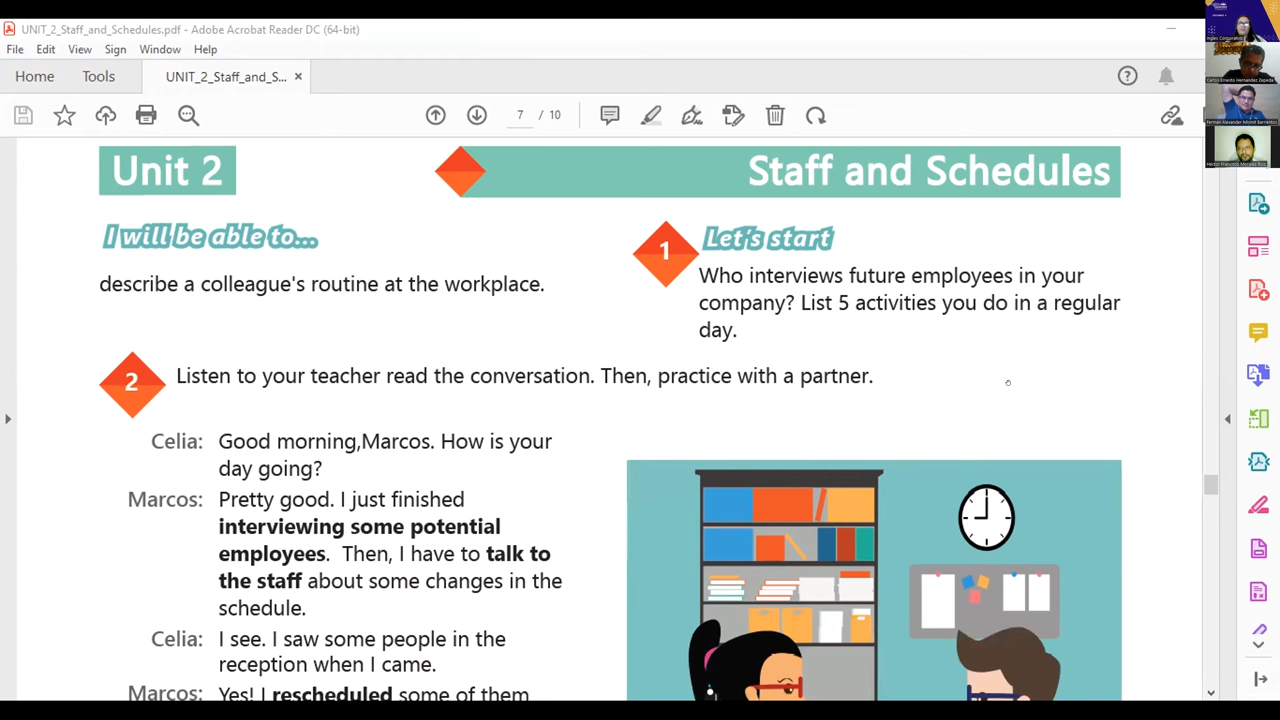 UNIT_2_Staff_and_Schedules.pdf - Adobe Acrobat Reader DC (64-bit)
File Edit View Sign Window Help
Home Tools UNIT_2_Staff_and_S... ×
7 / 10
Unit 2
Staff and Schedules
I will be able to...
describe a colleague's routine at the workplace.
1
Let's start
Who interviews future employees in your
company? List 5 activities you do in a regular
day.
2
Listen to your teacher read the conversation. Then, practice with a partner.
Celia: Good morning,Marcos. How is your
day going?
Marcos: Pretty good. I just finished
interviewing some potential
employees. Then, I have to talk to
the staff about some changes in the
schedule.
Celia: I see. I saw some people in the
reception when I came.
Marcos: Yes! I rescheduled some of them
Carlos Ernesto Hernandez Zepeda